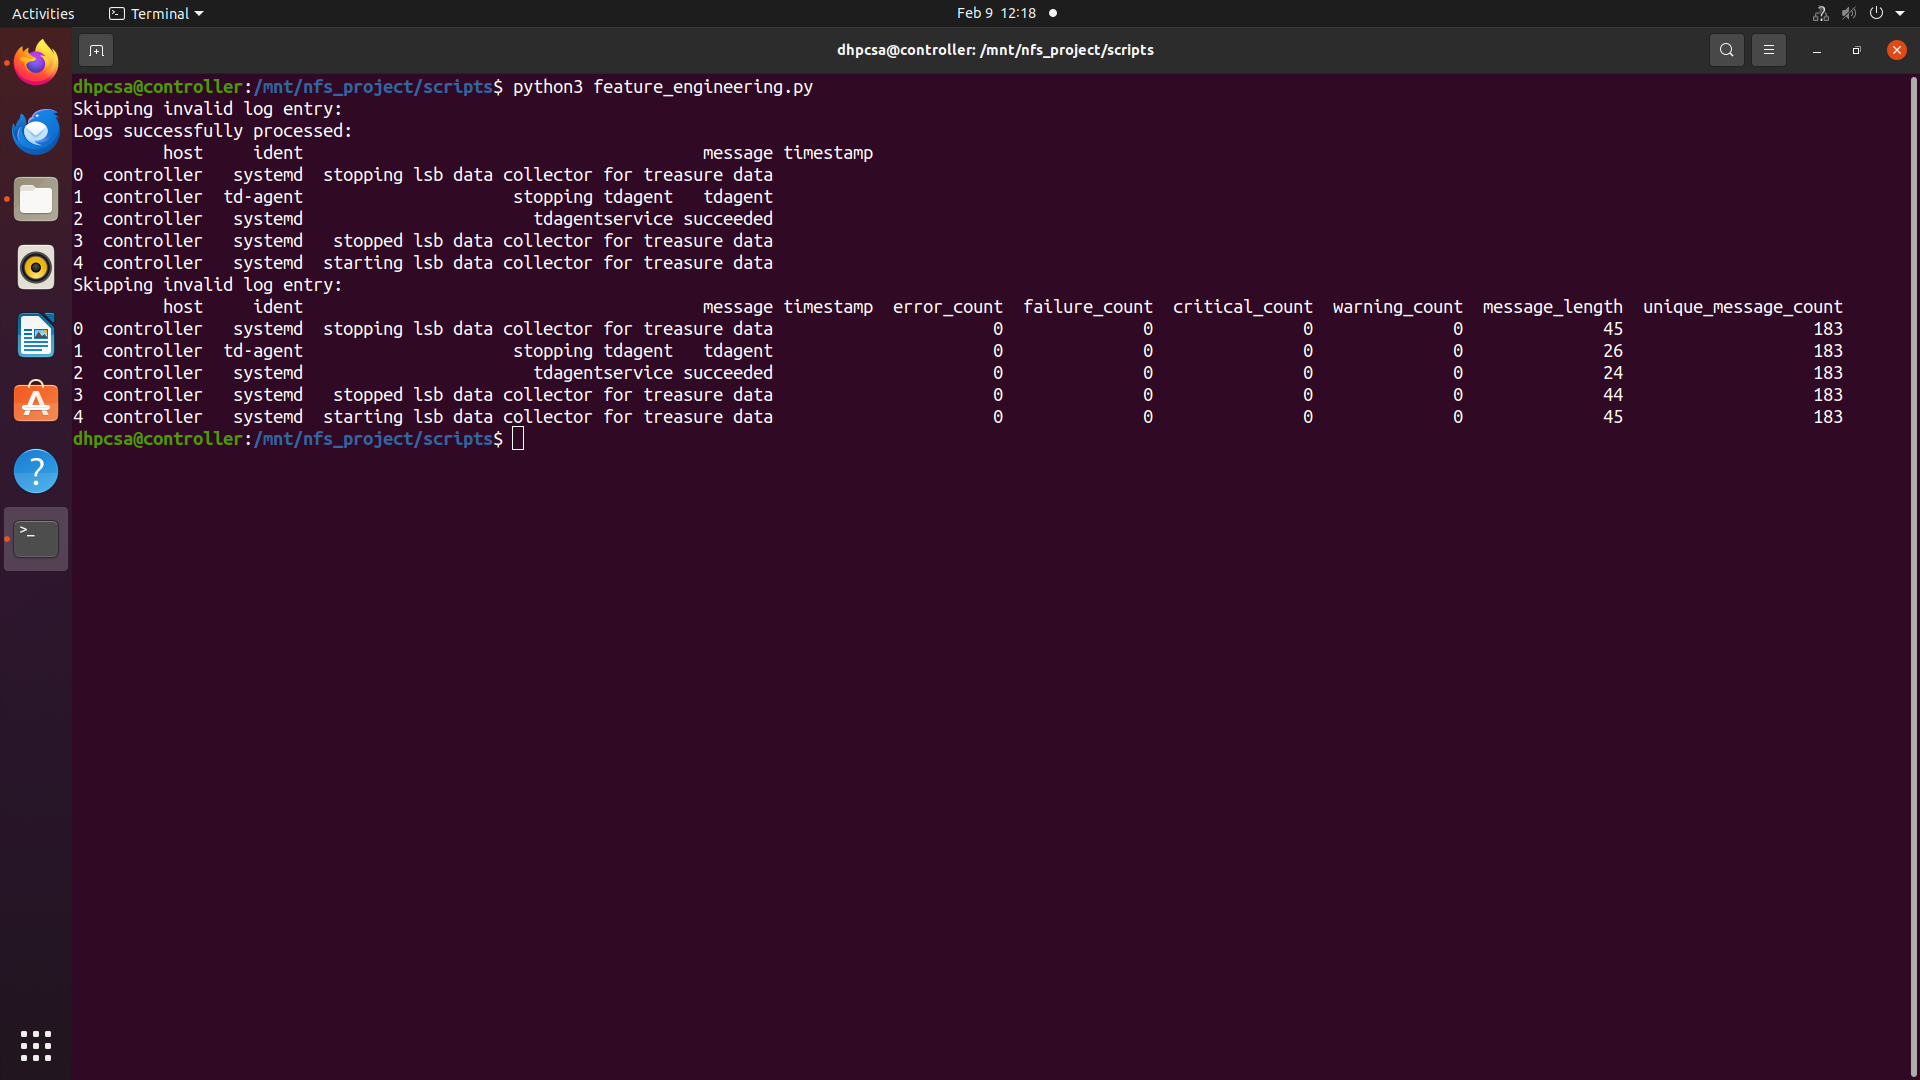 Activities Terminal Feb 9 12:18
dhpcsa@controller: /mnt/nfs_project/scripts
dhpcsa@controller:/mnt/nfs_project/scripts$ python3 feature_engineering.py
Skipping invalid log entry:
Logs successfully processed:
host ident message timestamp
0 controller systemd stopping lsb data collector for treasure data
1 controller td-agent stopping tdagent tdagent
2 controller systemd tdagentservice succeeded
3 controller systemd stopped lsb data collector for treasure data
4 controller systemd starting lsb data collector for treasure data
Skipping invalid log entry:
host ident message timestamp error_count failure_count critical_count warning_count message_length unique_message_count
0 controller systemd stopping lsb data collector for treasure data 0 0 0 0 45 183
1 controller td-agent stopping tdagent tdagent 0 0 0 0 26 183
2 controller systemd tdagentservice succeeded 0 0 0 0 24 183
3 controller systemd stopped lsb data collector for treasure data 0 0 0 0 44 183
4 controller systemd starting lsb data collector for treasure data 0 0 0 0 45 183
dhpcsa@controller:/mnt/nfs_project/scripts$